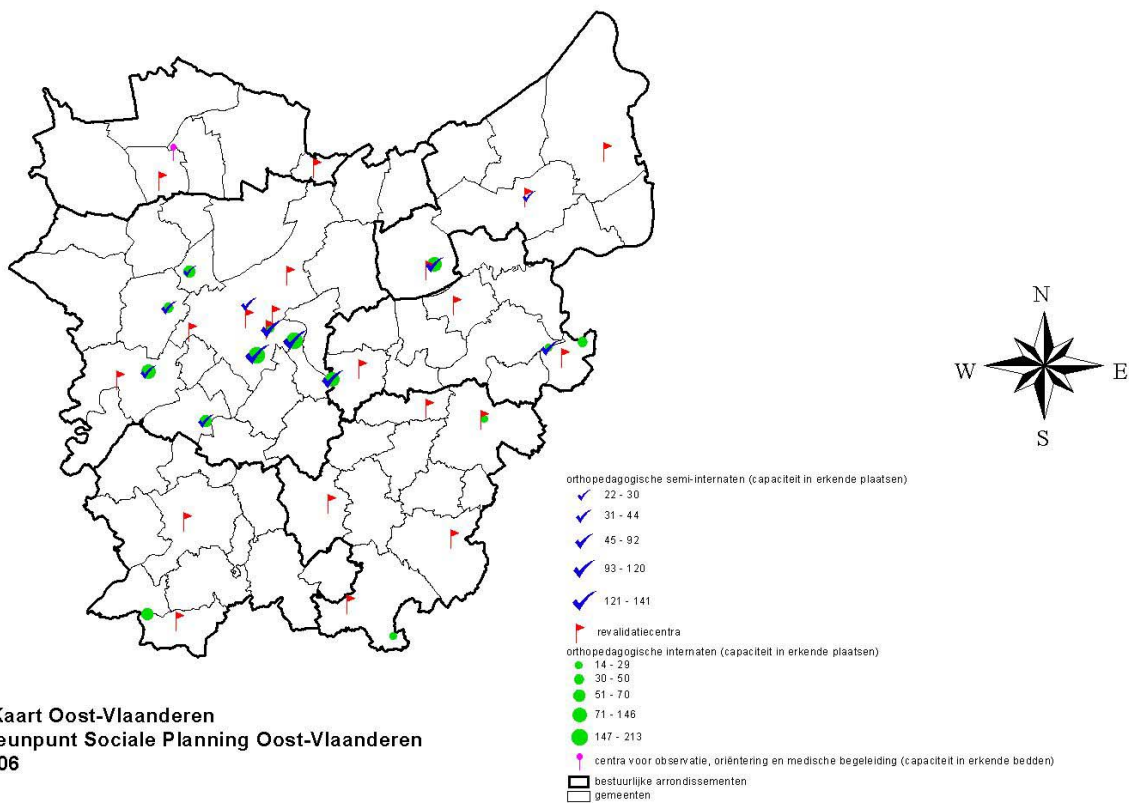 N
W E
S
orthopedagogische semi-internaten (capaciteit in erkende plaatsen)
22 - 30
31 - 44
45 - 92
93 - 120
121 - 141
revalidatiecentra
orthopedagogische internaten (capaciteit in erkende plaatsen)
14 - 29
30 - 50
51 - 70
71 - 146
147 - 213
centra voor observatie, oriëntering en medische begeleiding (capaciteit in erkende bedden)
bestuurlijke arrondissementen
gemeenten
Kaart Oost-Vlaanderen
eunpunt Sociale Planning Oost-Vlaanderen
06